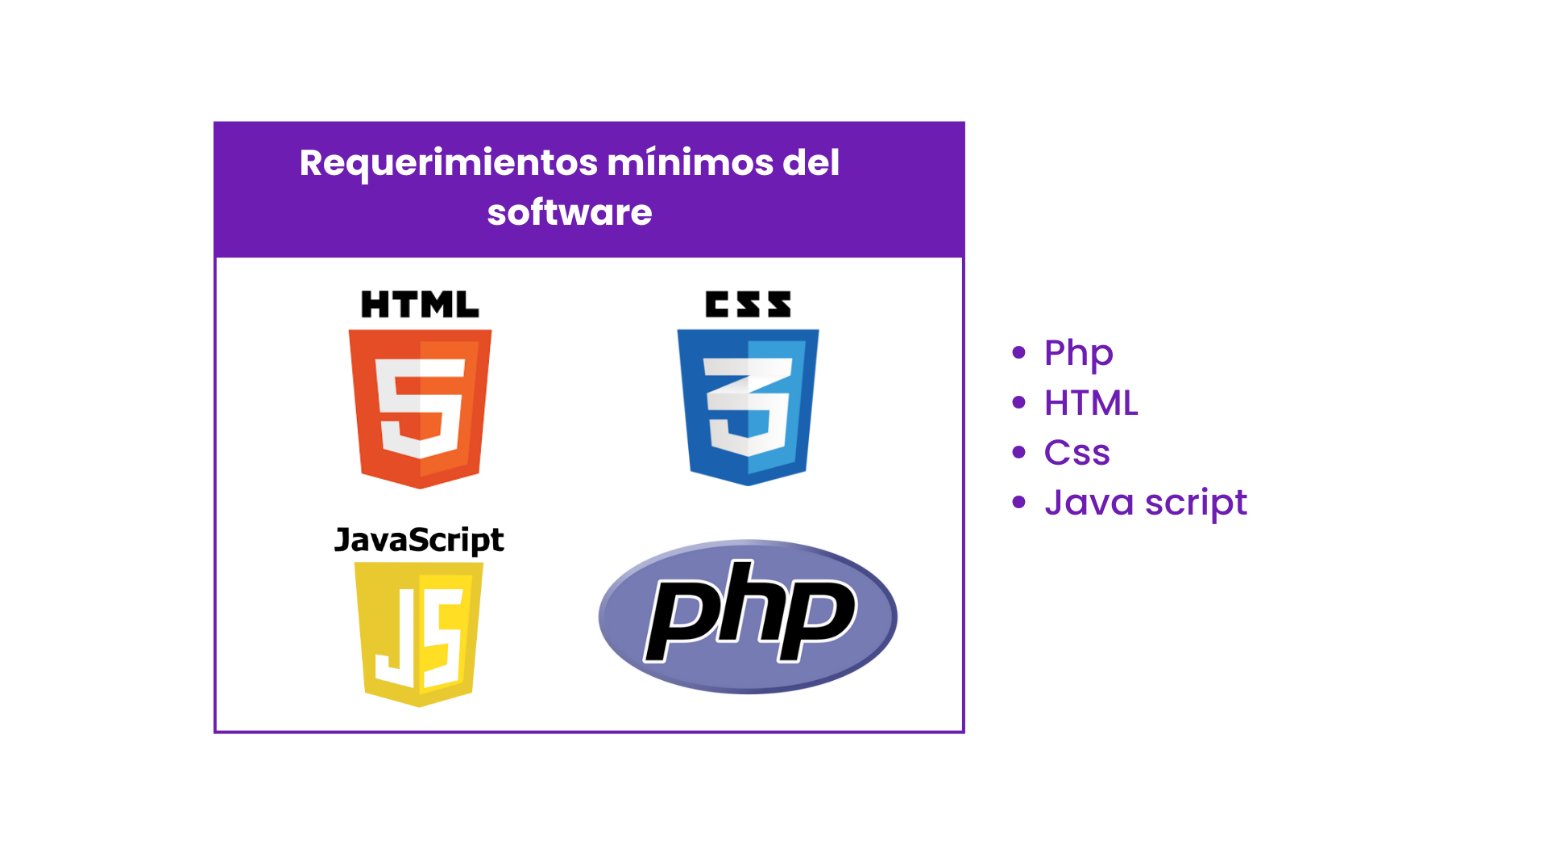 Requerimientos mínimos del
software
HTML
CSS
5
3
JavaScript
JS
php
• Php
• HTML
• Css
• Java script